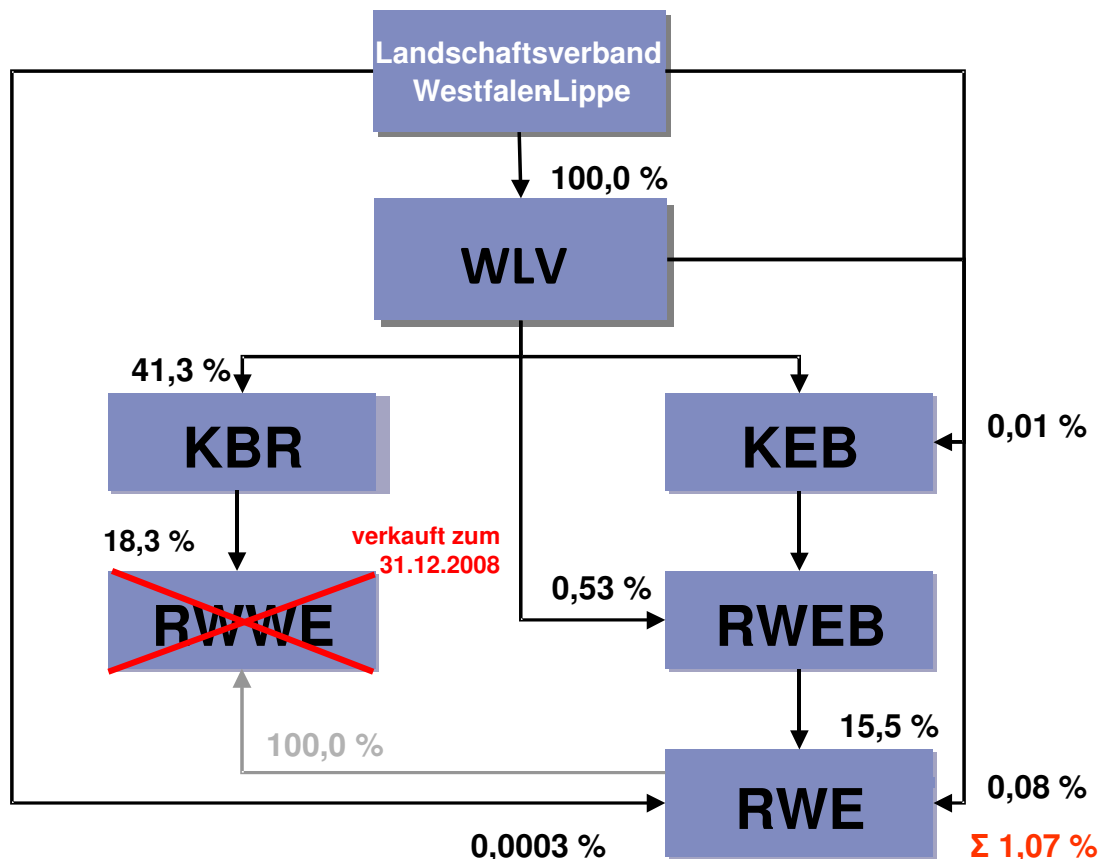 Landschaftsverband
Westfalen-Lippe
100,0 %
WLV
41,3 %
KBR
KEB
0,01 %
18,3 %
verkauft zum
31.12.2008
RWWE
0,53 %
RWEB
15,5 %
100,0 %
RWE
0,08 %
0,0003 %
Σ 1,07 %